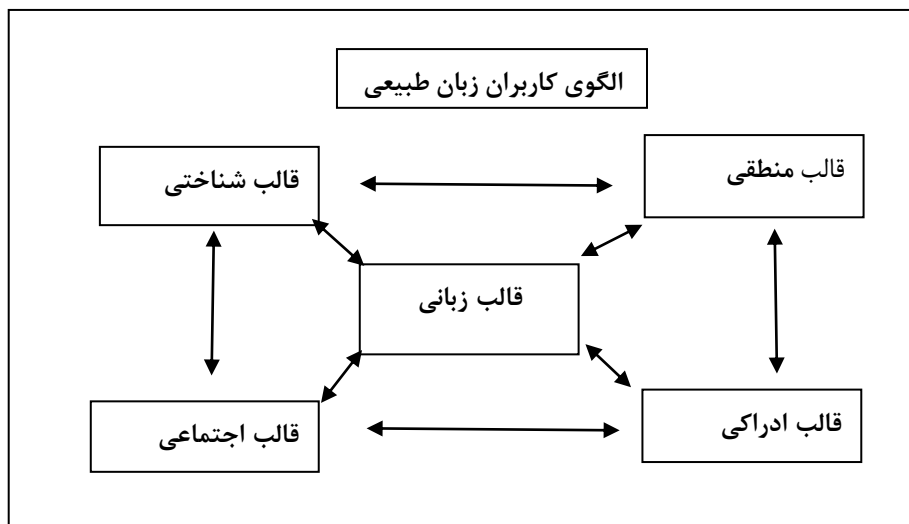 الگوی کاربران زبان طبیعی
قالب منطقی
قالب شناختی
قالب زبانی
قالب ادراکی
قالب اجتماعی